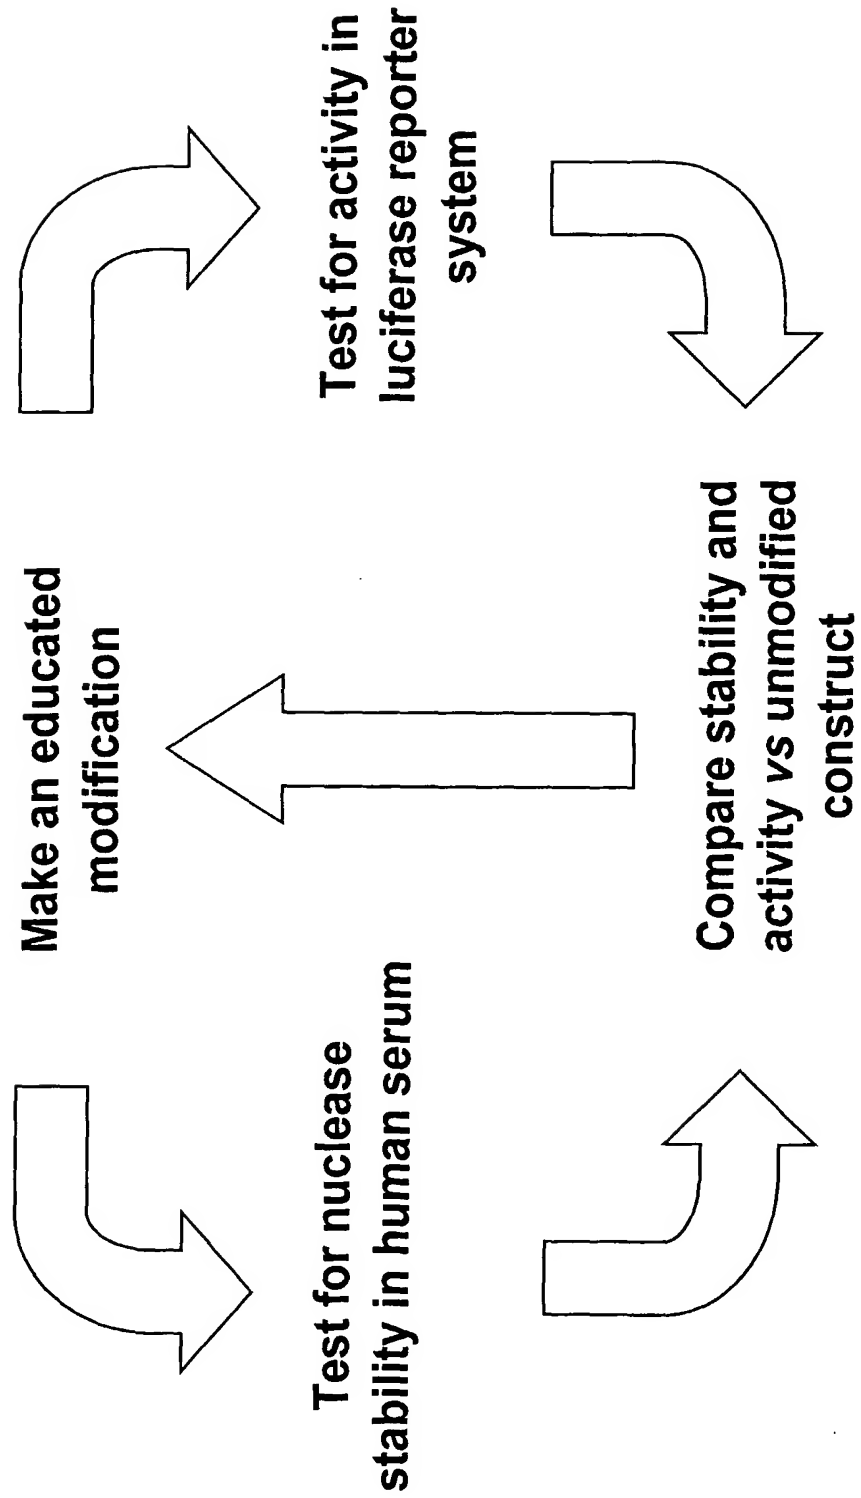 Make an educated
modification
Test for nuclease
stability in human serum
Test for activity in
luciferase reporter
system
Compare stability and
activity vs unmodified
construct